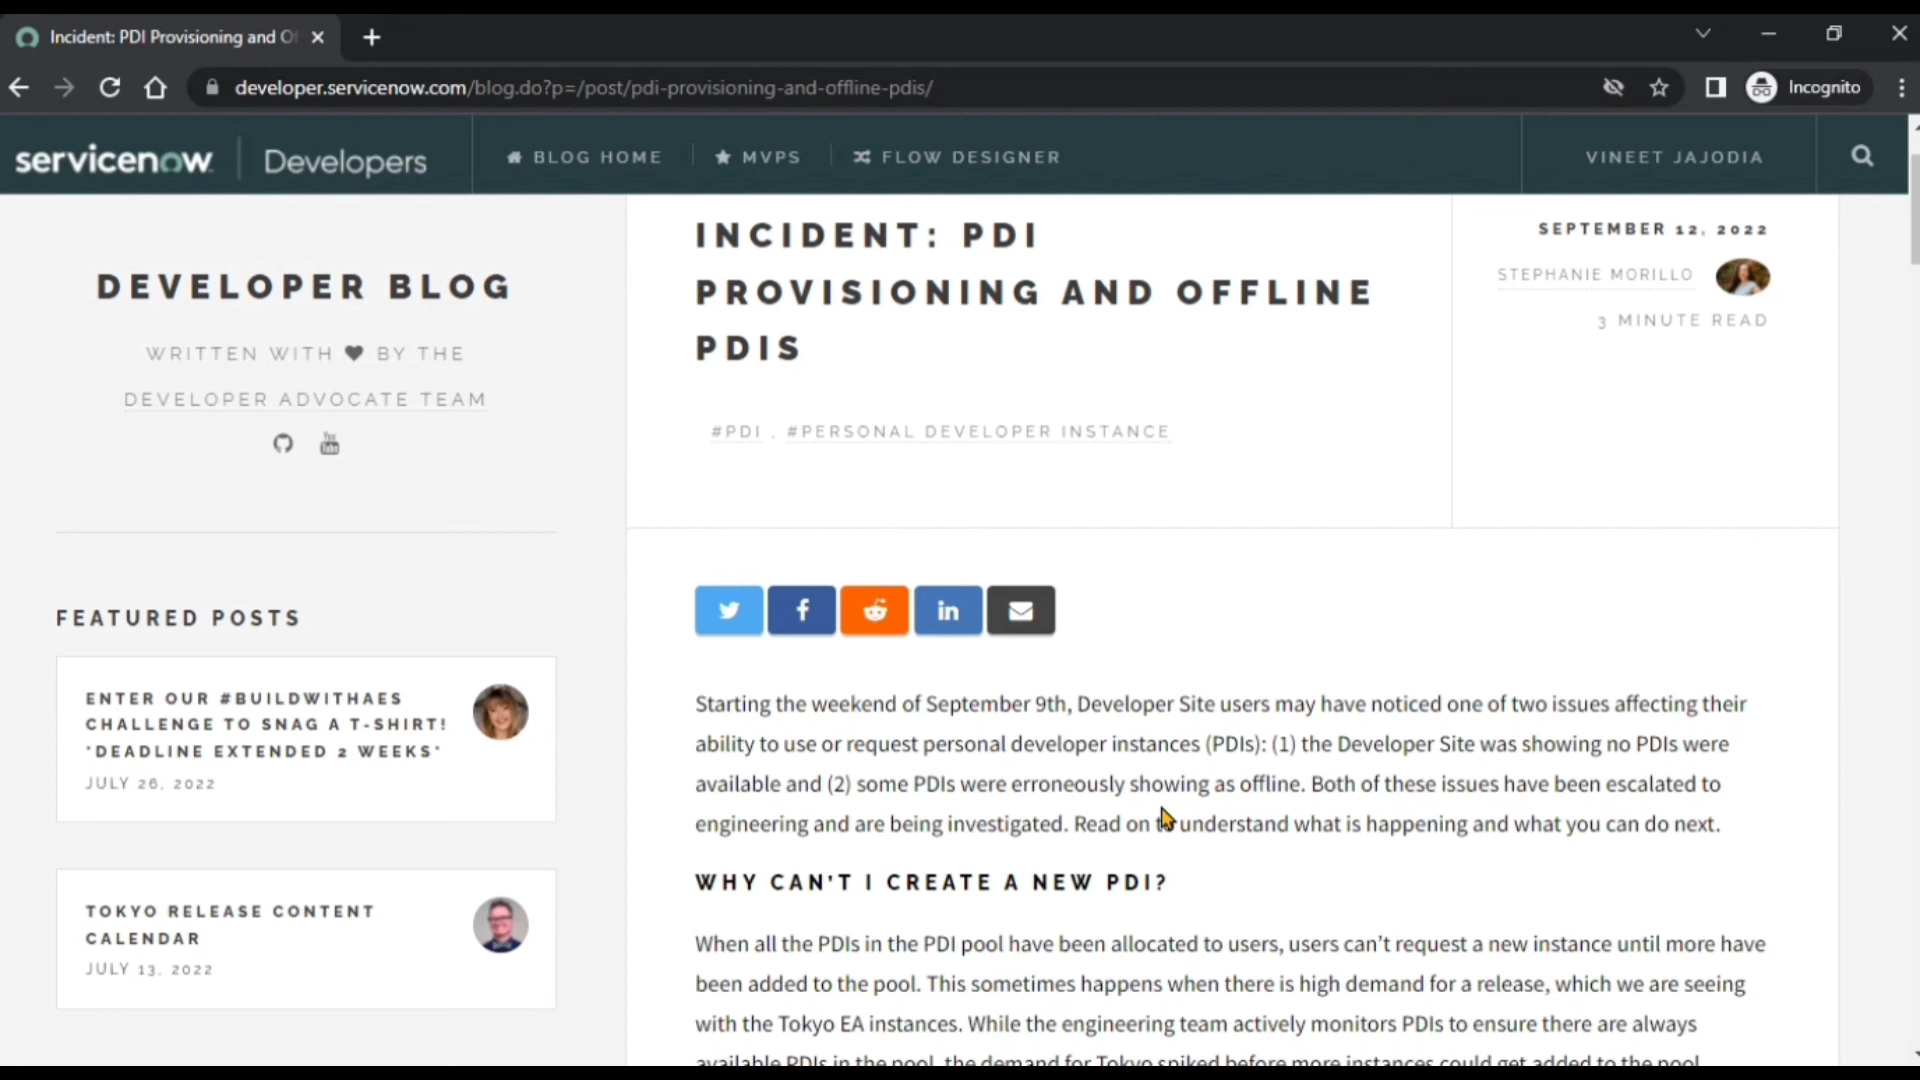 Incident: PDI Provisioning and Of
developer.servicenow.com/blog.do?p=/post/pdi-provisioning-and-offline-pdis/
Incognito
servicenow Developers
BLOG HOME
MVPS
FLOW DESIGNER
VINEET JAJODIA
DEVELOPER BLOG
WRITTEN WITH ♥ BY THE
DEVELOPER ADVOCATE TEAM
You
Tube
FEATURED POSTS
ENTER OUR #BUILDWITHAES
CHALLENGE TO SNAG A T-SHIRT!
*DEADLINE EXTENDED 2 WEEKS*
JULY 26, 2022
TOKYO RELEASE CONTENT
CALENDAR
JULY 13, 2022
INCIDENT: PDI
PROVISIONING AND OFFLINE
PDIS
#PDI , #PERSONAL DEVELOPER INSTANCE
SEPTEMBER 12, 2022
STEPHANIE MORILLO
3 MINUTE READ
Starting the weekend of September 9th, Developer Site users may have noticed one of two issues affecting their
ability to use or request personal developer instances (PDIs): (1) the Developer Site was showing no PDIs were
available and (2) some PDIs were erroneously showing as offline. Both of these issues have been escalated to
engineering and are being investigated. Read on to understand what is happening and what you can do next.
WHY CAN'T I CREATE A NEW PDI?
When all the PDIs in the PDI pool have been allocated to users, users can't request a new instance until more have
been added to the pool. This sometimes happens when there is high demand for a release, which we are seeing
with the Tokyo EA instances. While the engineering team actively monitors PDIs to ensure there are always
available PDIs in the pool, the demand for Tokyo spiked before more instances could get added to the pool.